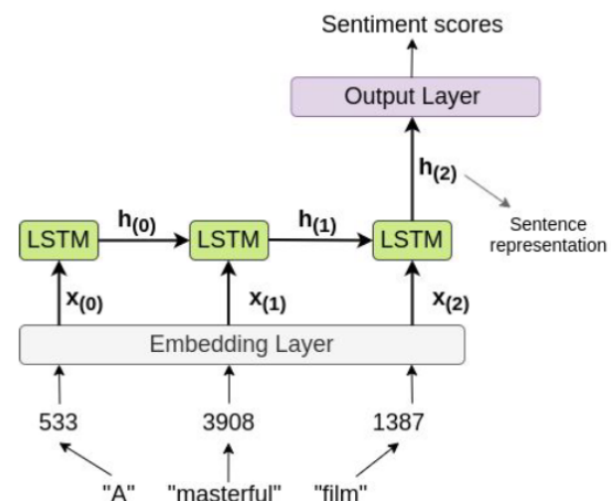 Sentiment scores
Output Layer
h(2)
Sentence
representation
h(0) h(1)
LSTM LSTM LSTM
x(0) x(1) x(2)
Embedding Layer
533 3908 1387
"A" "masterful" "film"